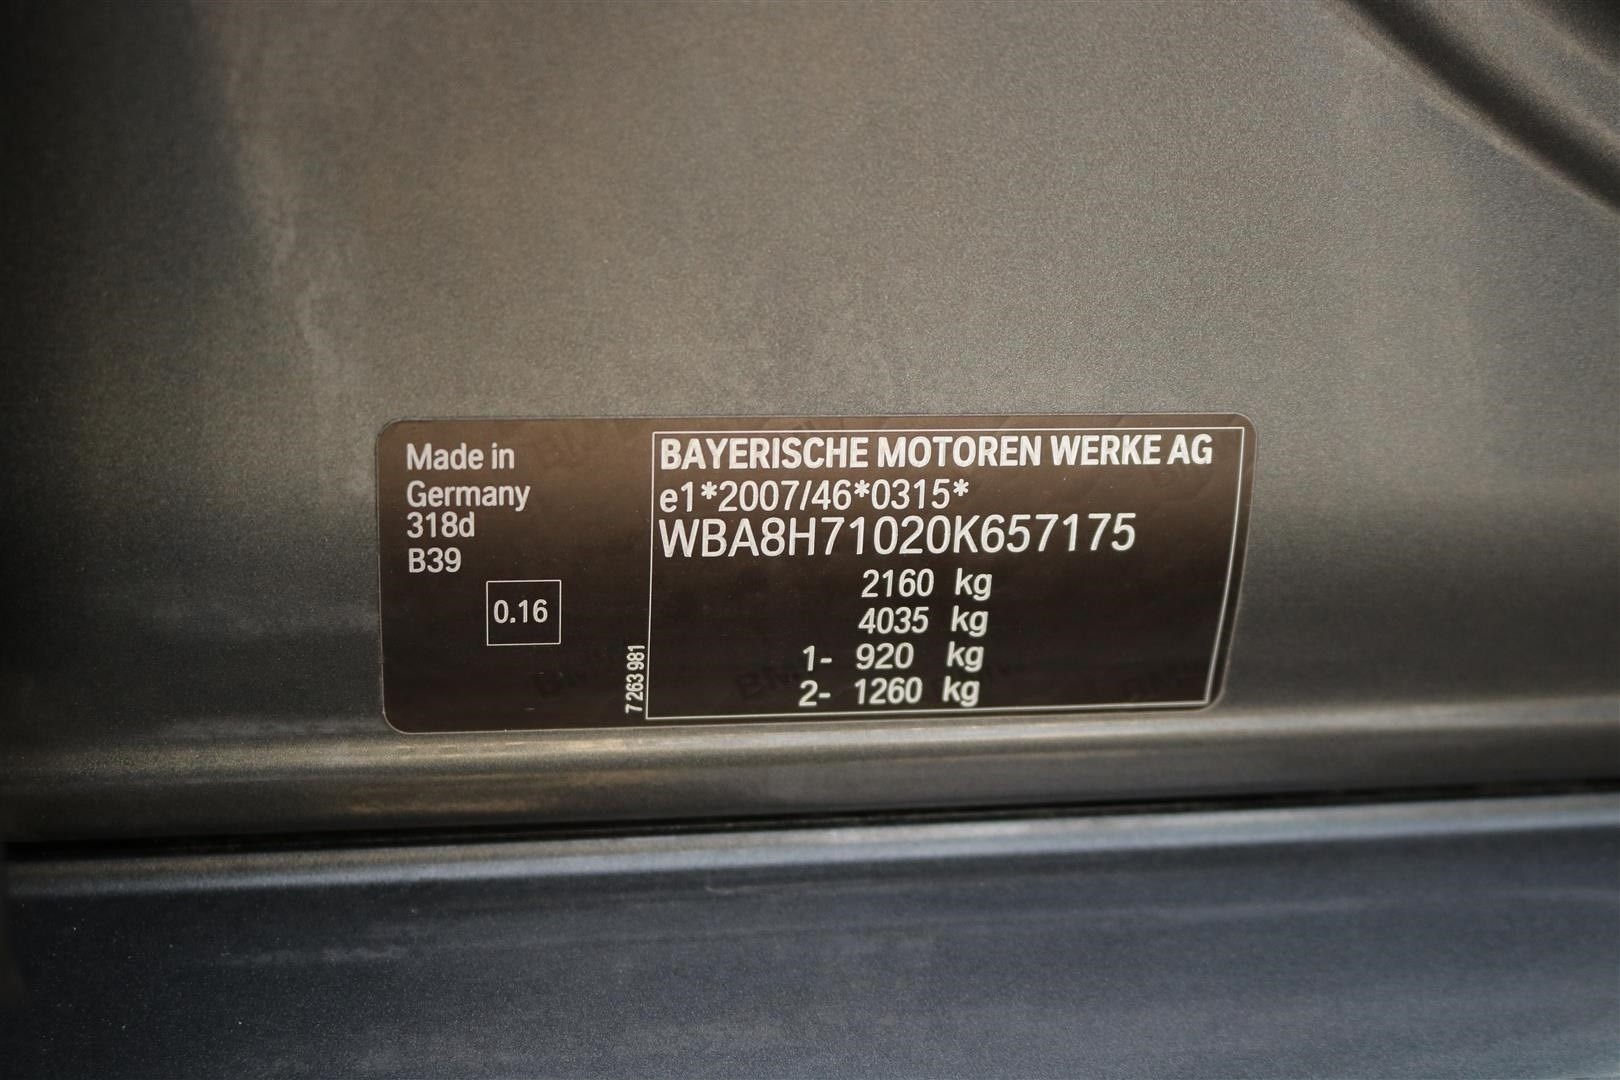 Made in
Germany
318d
B39
0.16
7 263 981
BAYERISCHE MOTOREN WERKE AG
e1*2007/46*0315*
WBA8H71020K657175
2160 kg
4035 kg
1- 920 kg
2- 1260 kg